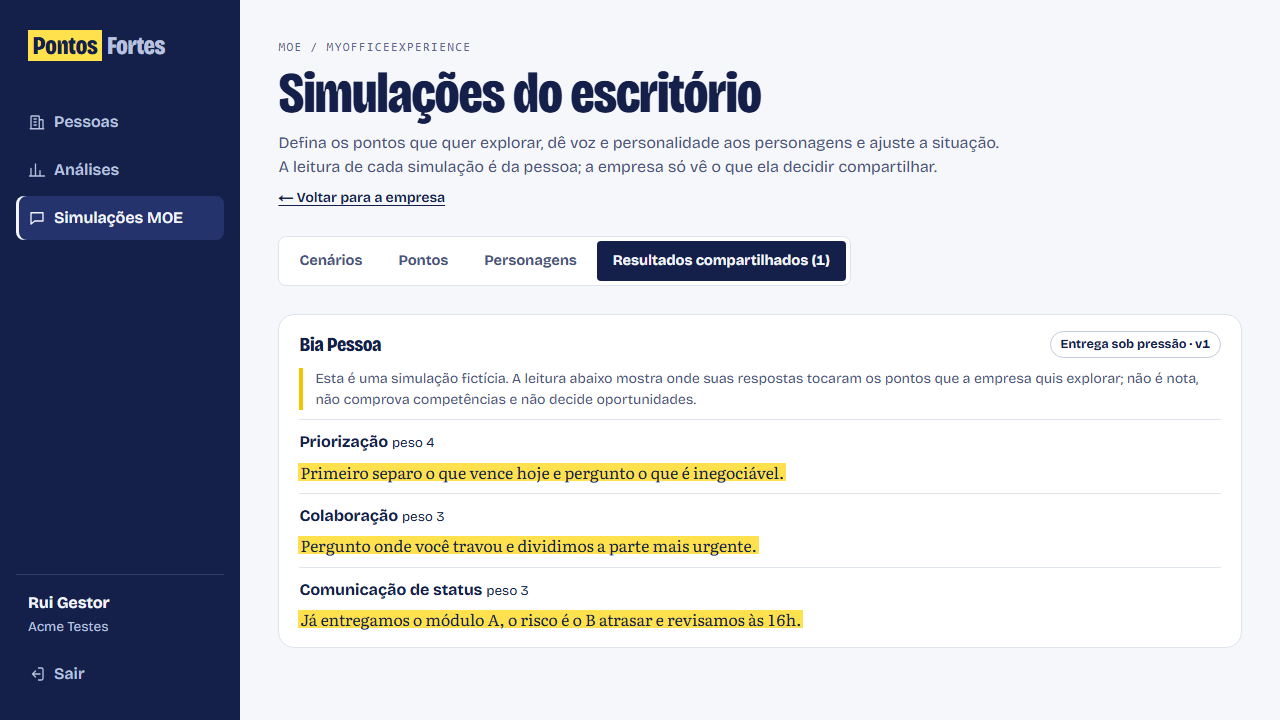 Pontos Fortes
Pessoas
Análises
Simulações MOE
Rui Gestor
Acme Testes
Sair
MOE / MYOFFICEEXPERIENCE
Simulações do escritório
Defina os pontos que quer explorar, dê voz e personalidade aos personagens e ajuste a situação.
A leitura de cada simulação é da pessoa; a empresa só vê o que ela decidir compartilhar.
← Voltar para a empresa
Cenários Pontos Personagens Resultados compartilhados (1)
Bia Pessoa Entrega sob pressão · v1
Esta é uma simulação fictícia. A leitura abaixo mostra onde suas respostas tocaram os pontos que a empresa quis explorar; não é nota,
não comprova competências e não decide oportunidades.
Priorização peso 4
Primeiro separo o que vence hoje e pergunto o que é inegociável.
Colaboração peso 3
Pergunto onde você travou e dividimos a parte mais urgente.
Comunicação de status peso 3
Já entregamos o módulo A, o risco é o B atrasar e revisamos às 16h.